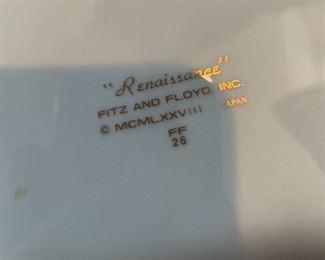 "Renaissance"
FITZ AND FLOYD, INC.
© MCMLXXVIII JAPAN
FF
26